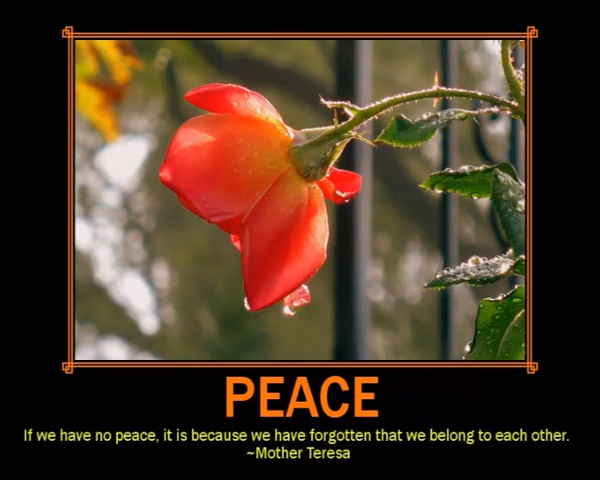 PEACE
If we have no peace, it is because we have forgotten that we belong to each other.
~Mother Teresa